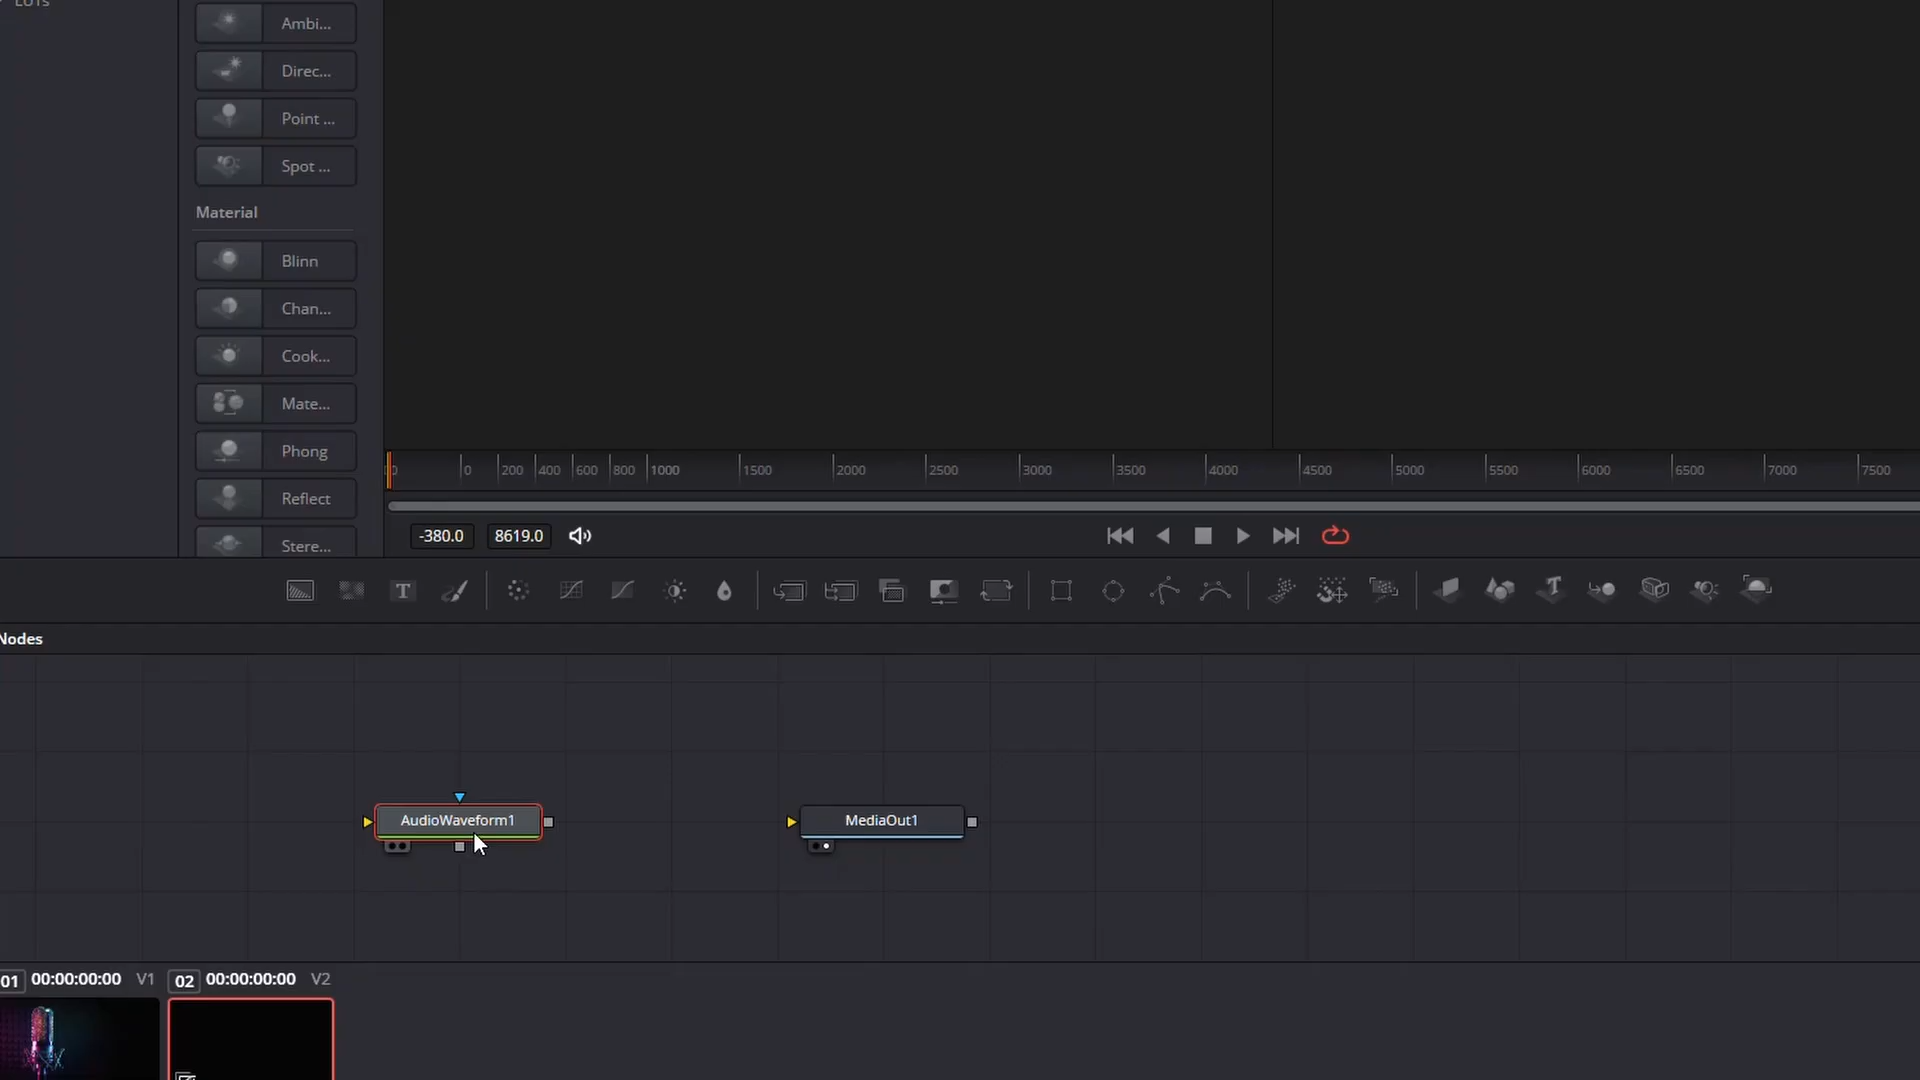 LUTs
Ambi...
Direc...
Point ...
Spot ...
Material
Blinn
Chan...
Cook...
Mate...
Phong
Reflect
Stere...
0 200 400 600 800 1000 1500 2000 2500 3000 3500 4000 4500 5000 5500 6000 6500 7000 7500
-380.0 8619.0
T
T
Nodes
AudioWaveform1
MediaOut1
01 00:00:00:00 V1 02 00:00:00:00 V2